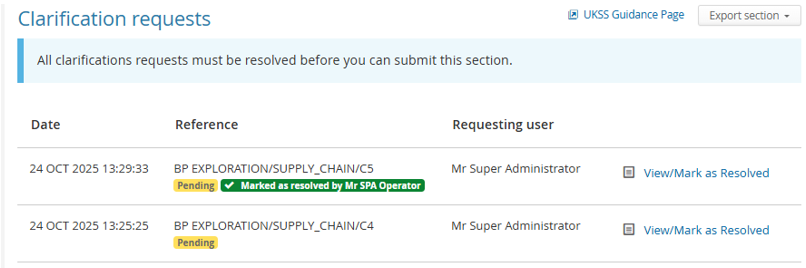 Clarification requests
UKSS Guidance Page
Export section
All clarifications requests must be resolved before you can submit this section.
Date Reference Requesting user
24 OCT 2025 13:29:33 BP EXPLORATION/SUPPLY_CHAIN/C5 Mr Super Administrator View/Mark as Resolved
Pending Marked as resolved by Mr SPA Operator
24 OCT 2025 13:25:25 BP EXPLORATION/SUPPLY_CHAIN/C4 Mr Super Administrator View/Mark as Resolved
Pending